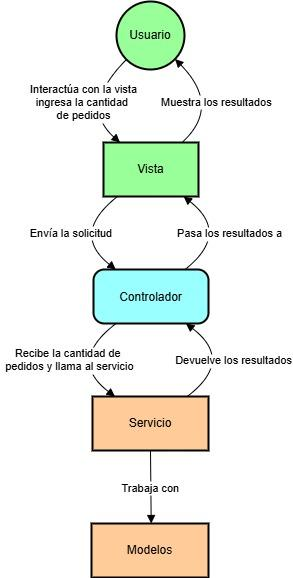 Usuario
Interactúa con la vista
ingresa la cantidad
de pedidos
Muestra los resultados
Vista
Envía la solicitud
Pasa los resultados a
Controlador
Recibe la cantidad de
pedidos y llama al servicio
Devuelve los resultados
Servicio
Trabaja con
Modelos